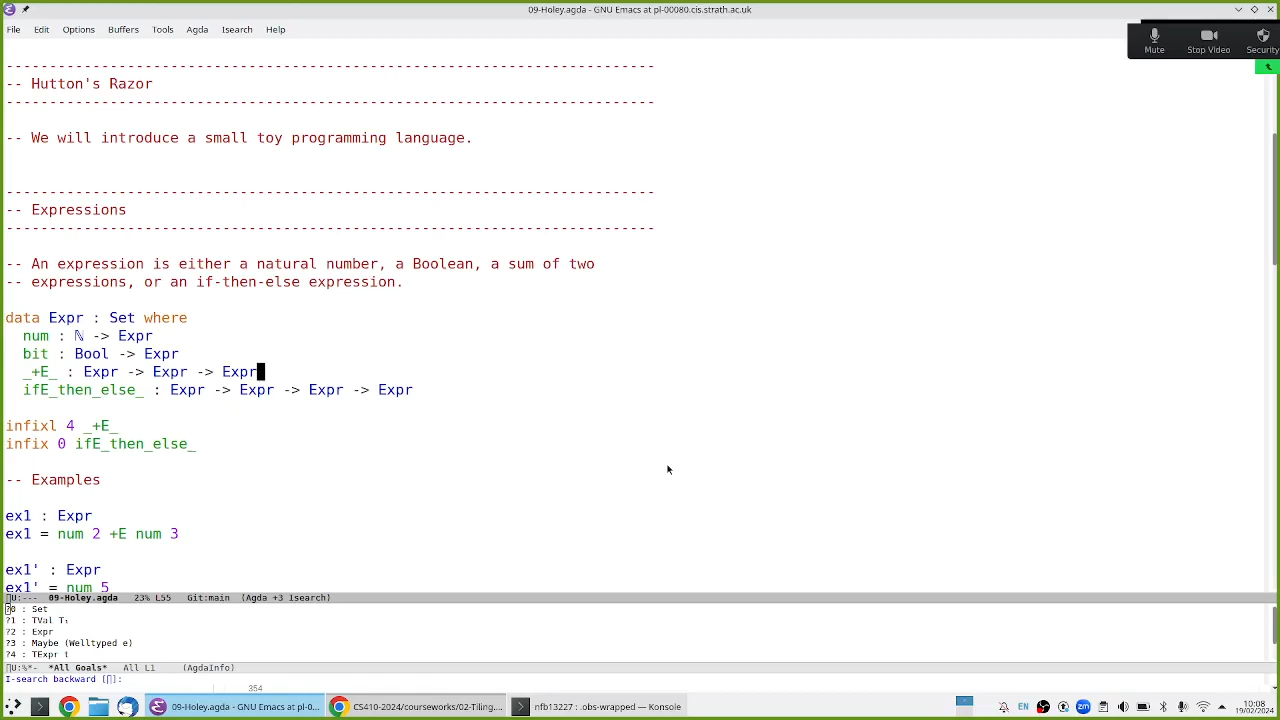 09-Holey.agda - GNU Emacs at pl-00080.cis.strath.ac.uk
File Edit Options Buffers Tools Agda Isearch Help
Mute Stop Video Security
---------------------------------------------------------------------------
-- Hutton's Razor
---------------------------------------------------------------------------
-- We will introduce a small toy programming language.
---------------------------------------------------------------------------
-- Expressions
---------------------------------------------------------------------------
-- An expression is either a natural number, a Boolean, a sum of two
-- expressions, or an if-then-else expression.
data Expr : Set where
num : ℕ -> Expr
bit : Bool -> Expr
_+E_ : Expr -> Expr -> Expr
ifE_then_else_ : Expr -> Expr -> Expr -> Expr
infixl 4 _+E_
infix 0 ifE_then_else_
-- Examples
ex1 : Expr
ex1 = num 2 +E num 3
ex1' : Expr
ex1' = num 5
U:--- 09-Holey.agda 23% L55 Git:main (Agda +3 Isearch)
?0 : Set
?1 : TVal T₁
?2 : Expr
?3 : Maybe (Welltyped e)
?4 : TExpr t
U:%*- *All Goals* All L1 (AgdaInfo)
I-search backward []:
354
09-Holey.agda - GNU Emacs at pl-0... CS410-2324/courseworks/02-Tiling... nfb13227 : obs-wrapped — Konsole EN 10:08
19/02/2024